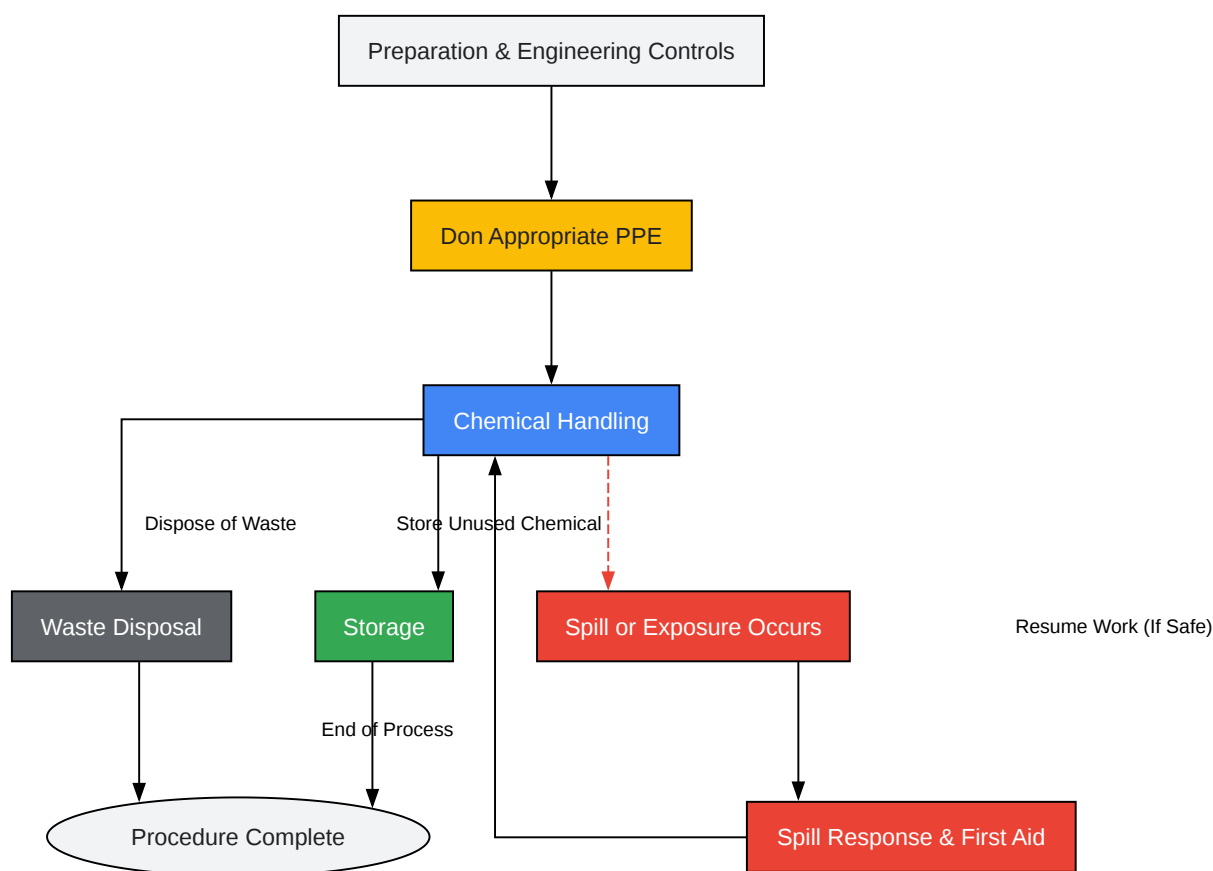 Preparation & Engineering Controls
Don Appropriate PPE
Chemical Handling
Dispose of Waste
Store Unused Chemical
Waste Disposal
Storage
Spill or Exposure Occurs
Resume Work (If Safe)
End of Process
Procedure Complete
Spill Response & First Aid